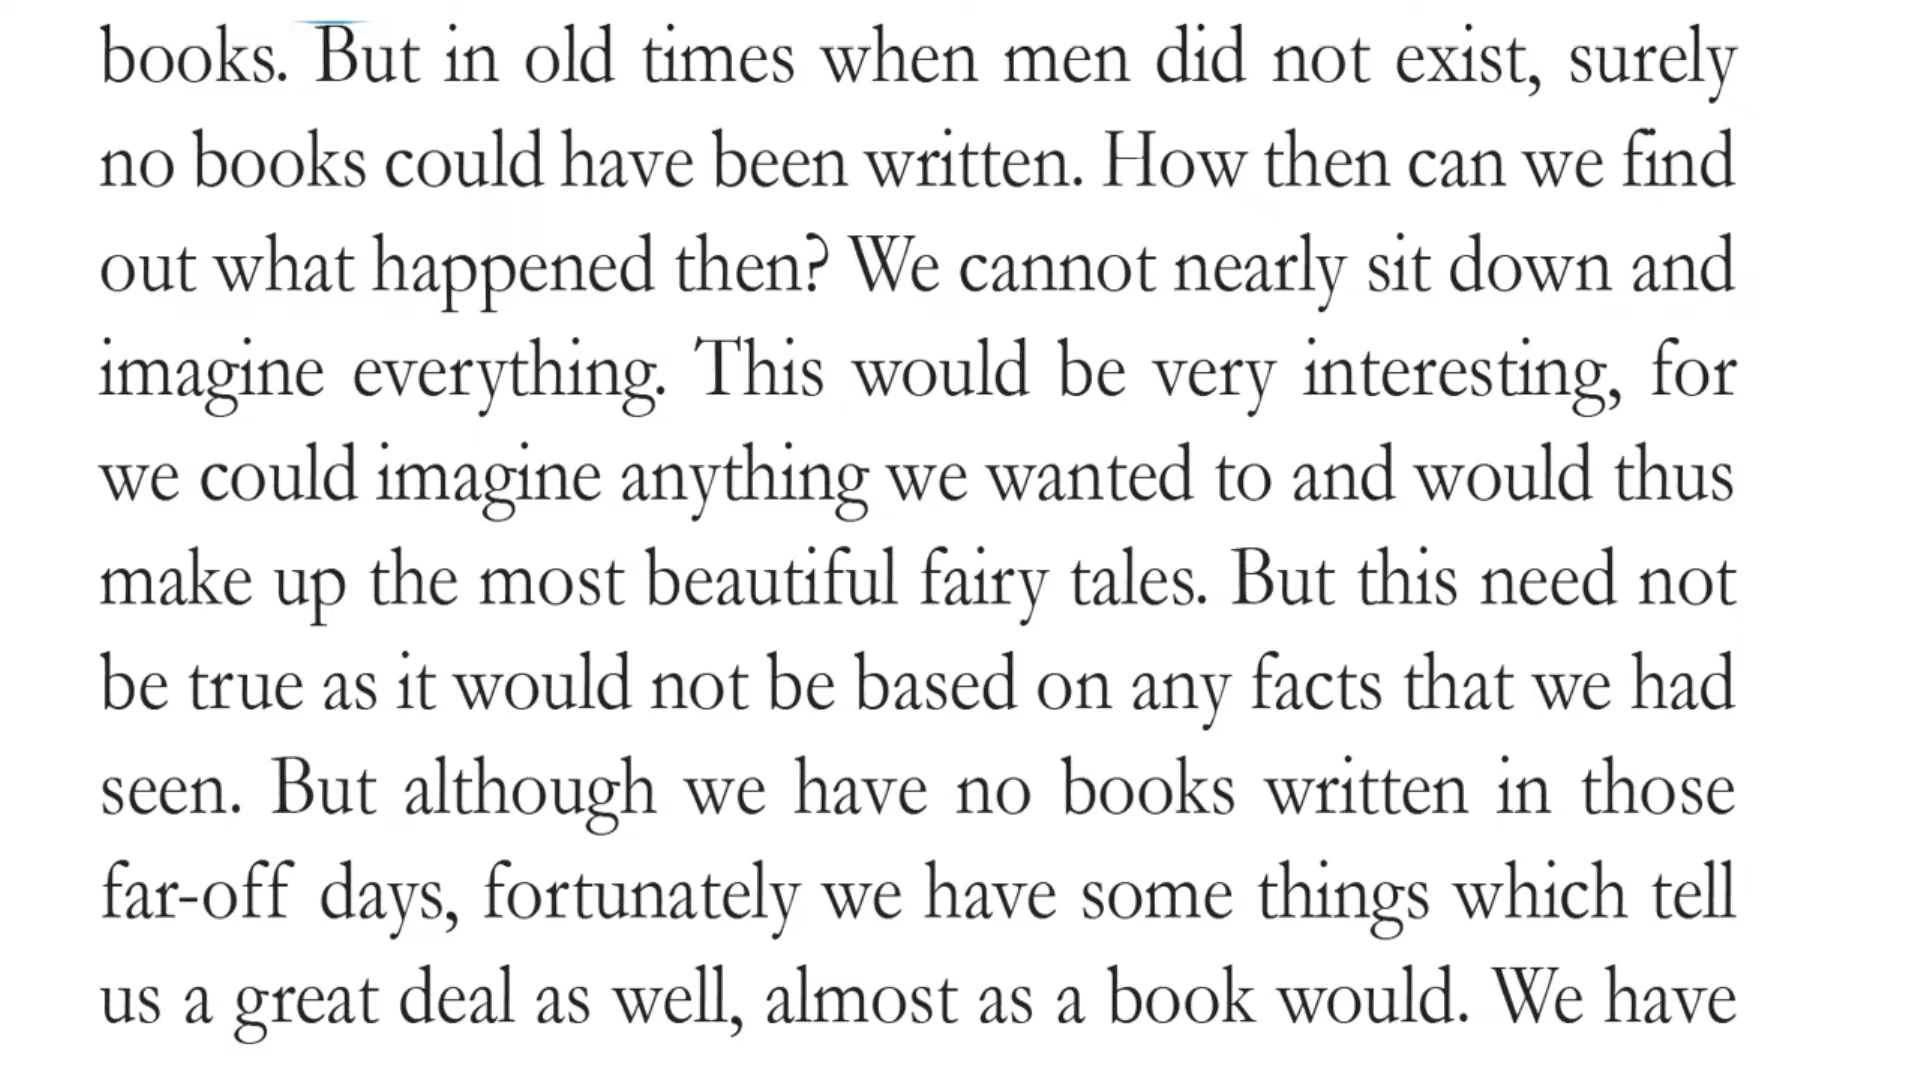 books. But in old times when men did not exist, surely
no books could have been written. How then can we find
out what happened then? We cannot nearly sit down and
imagine everything. This would be very interesting, for
we could imagine anything we wanted to and would thus
make up the most beautiful fairy tales. But this need not
be true as it would not be based on any facts that we had
seen. But although we have no books written in those
far-off days, fortunately we have some things which tell
us a great deal as well, almost as a book would. We have